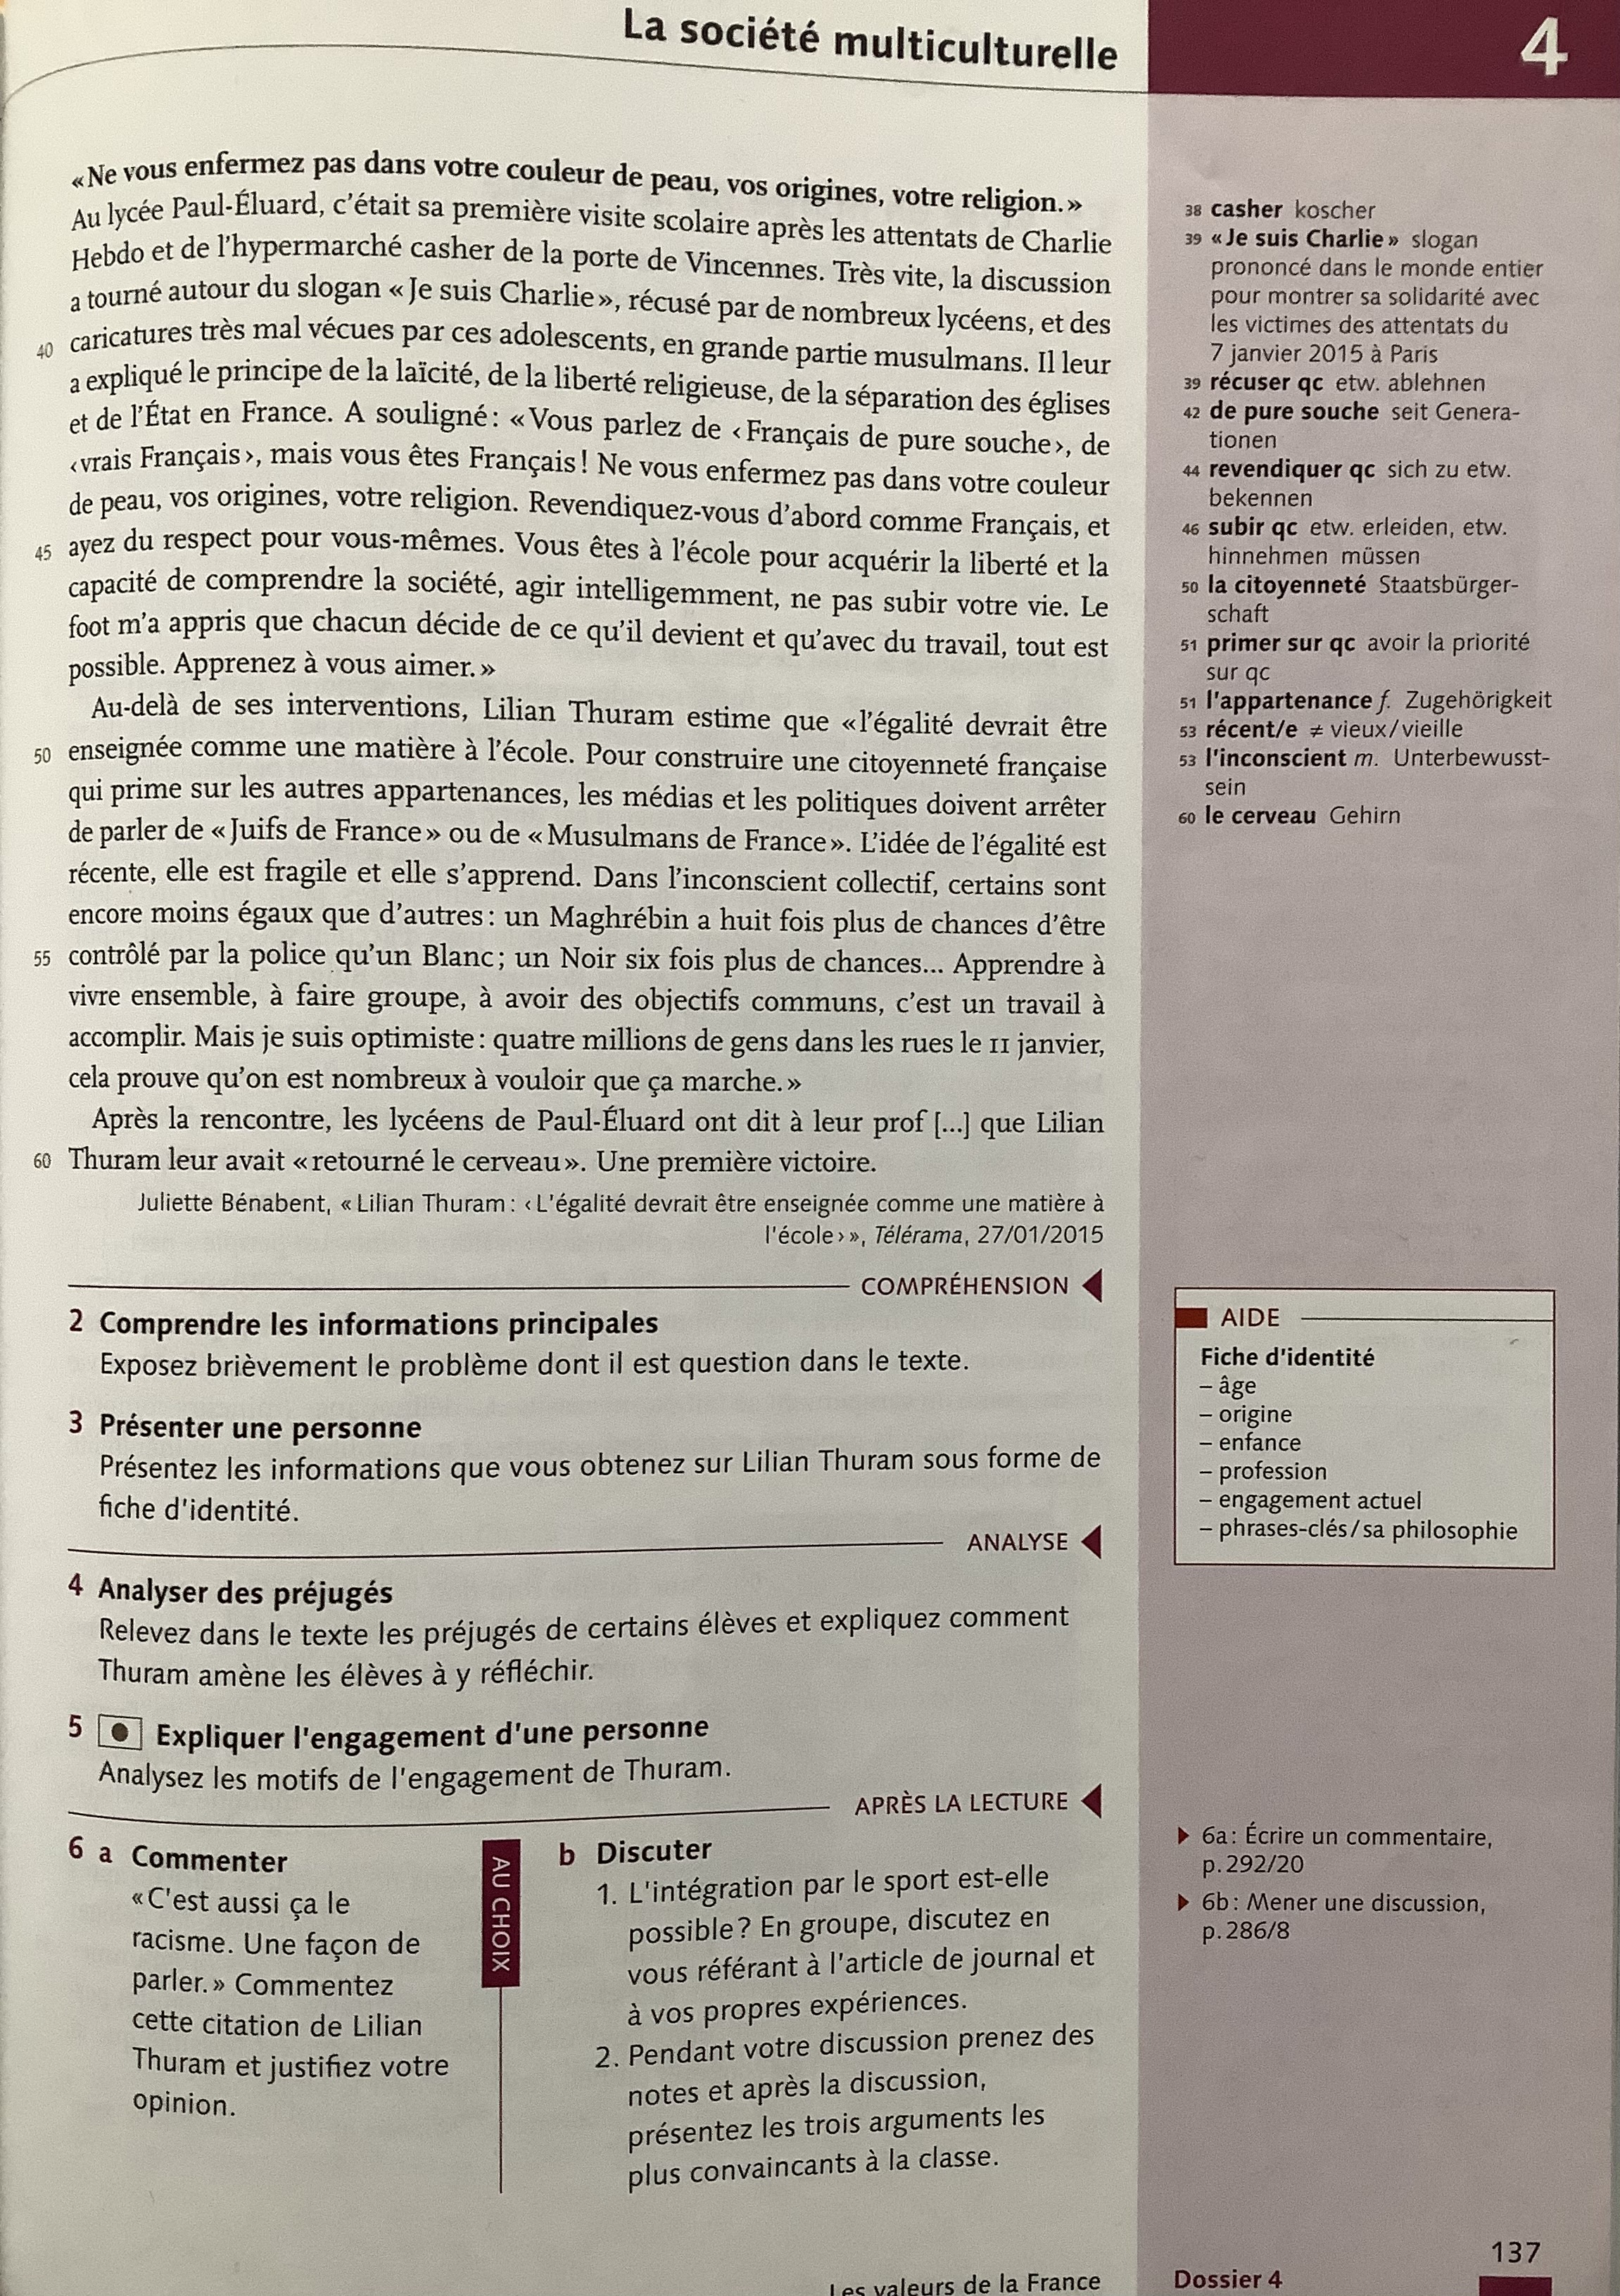 La société multiculturelle
4
«Ne vous enfermez pas dans votre couleur de peau, vos origines, votre religion.»
Au lycée Paul-Éluard, c'était sa première visite scolaire après les attentats de Charlie
Hebdo et de l'hypermarché casher de la porte de Vincennes. Très vite, la discussion
a tourné autour du slogan «Je suis Charlie», récusé par de nombreux lycéens, et des
40 caricatures très mal vécues par ces adolescents, en grande partie musulmans. Il leur
a expliqué le principe de la laïcité, de la liberté religieuse, de la séparation des églises
et de l'État en France. A souligné: «Vous parlez de ‹Français de pure souche›, de
‹vrais Français›, mais vous êtes Français! Ne vous enfermez pas dans votre couleur
de peau, vos origines, votre religion. Revendiquez-vous d'abord comme Français, et
45 ayez du respect pour vous-mêmes. Vous êtes à l'école pour acquérir la liberté et la
capacité de comprendre la société, agir intelligemment, ne pas subir votre vie. Le
foot m'a appris que chacun décide de ce qu'il devient et qu'avec du travail, tout est
possible. Apprenez à vous aimer.»
Au-delà de ses interventions, Lilian Thuram estime que «l'égalité devrait être
50 enseignée comme une matière à l'école. Pour construire une citoyenneté française
qui prime sur les autres appartenances, les médias et les politiques doivent arrêter
de parler de «Juifs de France» ou de «Musulmans de France». L'idée de l'égalité est
récente, elle est fragile et elle s'apprend. Dans l'inconscient collectif, certains sont
encore moins égaux que d'autres: un Maghrébin a huit fois plus de chances d'être
55 contrôlé par la police qu'un Blanc; un Noir six fois plus de chances... Apprendre à
vivre ensemble, à faire groupe, à avoir des objectifs communs, c'est un travail à
accomplir. Mais je suis optimiste: quatre millions de gens dans les rues le 11 janvier,
cela prouve qu'on est nombreux à vouloir que ça marche.»
Après la rencontre, les lycéens de Paul-Éluard ont dit à leur prof [...] que Lilian
60 Thuram leur avait «retourné le cerveau». Une première victoire.
Juliette Bénabent, «Lilian Thuram: ‹L'égalité devrait être enseignée comme une matière à
l'école›», Télérama, 27/01/2015
38 casher koscher
39 «Je suis Charlie» slogan
prononcé dans le monde entier
pour montrer sa solidarité avec
les victimes des attentats du
7 janvier 2015 à Paris
39 récuser qc etw. ablehnen
42 de pure souche seit Genera-
tionen
44 revendiquer qc sich zu etw.
bekennen
46 subir qc etw. erleiden, etw.
hinnehmen müssen
50 la citoyenneté Staatsbürger-
schaft
51 primer sur qc avoir la priorité
sur qc
51 l'appartenance f. Zugehörigkeit
53 récent/e ≠ vieux/vieille
53 l'inconscient m. Unterbewusst-
sein
60 le cerveau Gehirn
COMPRÉHENSION
2 Comprendre les informations principales
Exposez brièvement le problème dont il est question dans le texte.
3 Présenter une personne
Présentez les informations que vous obtenez sur Lilian Thuram sous forme de
fiche d'identité.
AIDE
Fiche d'identité
– âge
– origine
– enfance
– profession
– engagement actuel
– phrases-clés/sa philosophie
ANALYSE
4 Analyser des préjugés
Relevez dans le texte les préjugés de certains élèves et expliquez comment
Thuram amène les élèves à y réfléchir.
5 Expliquer l'engagement d'une personne
Analysez les motifs de l'engagement de Thuram.
APRÈS LA LECTURE
6 a Commenter
«C'est aussi ça le
racisme. Une façon de
parler.» Commentez
cette citation de Lilian
Thuram et justifiez votre
opinion.
AU CHOIX
b Discuter
1. L'intégration par le sport est-elle
possible? En groupe, discutez en
vous référant à l'article de journal et
à vos propres expériences.
2. Pendant votre discussion prenez des
notes et après la discussion,
présentez les trois arguments les
plus convaincants à la classe.
6a: Écrire un commentaire,
p. 292/20
6b: Mener une discussion,
p. 286/8
137
Les valeurs de la France
Dossier 4